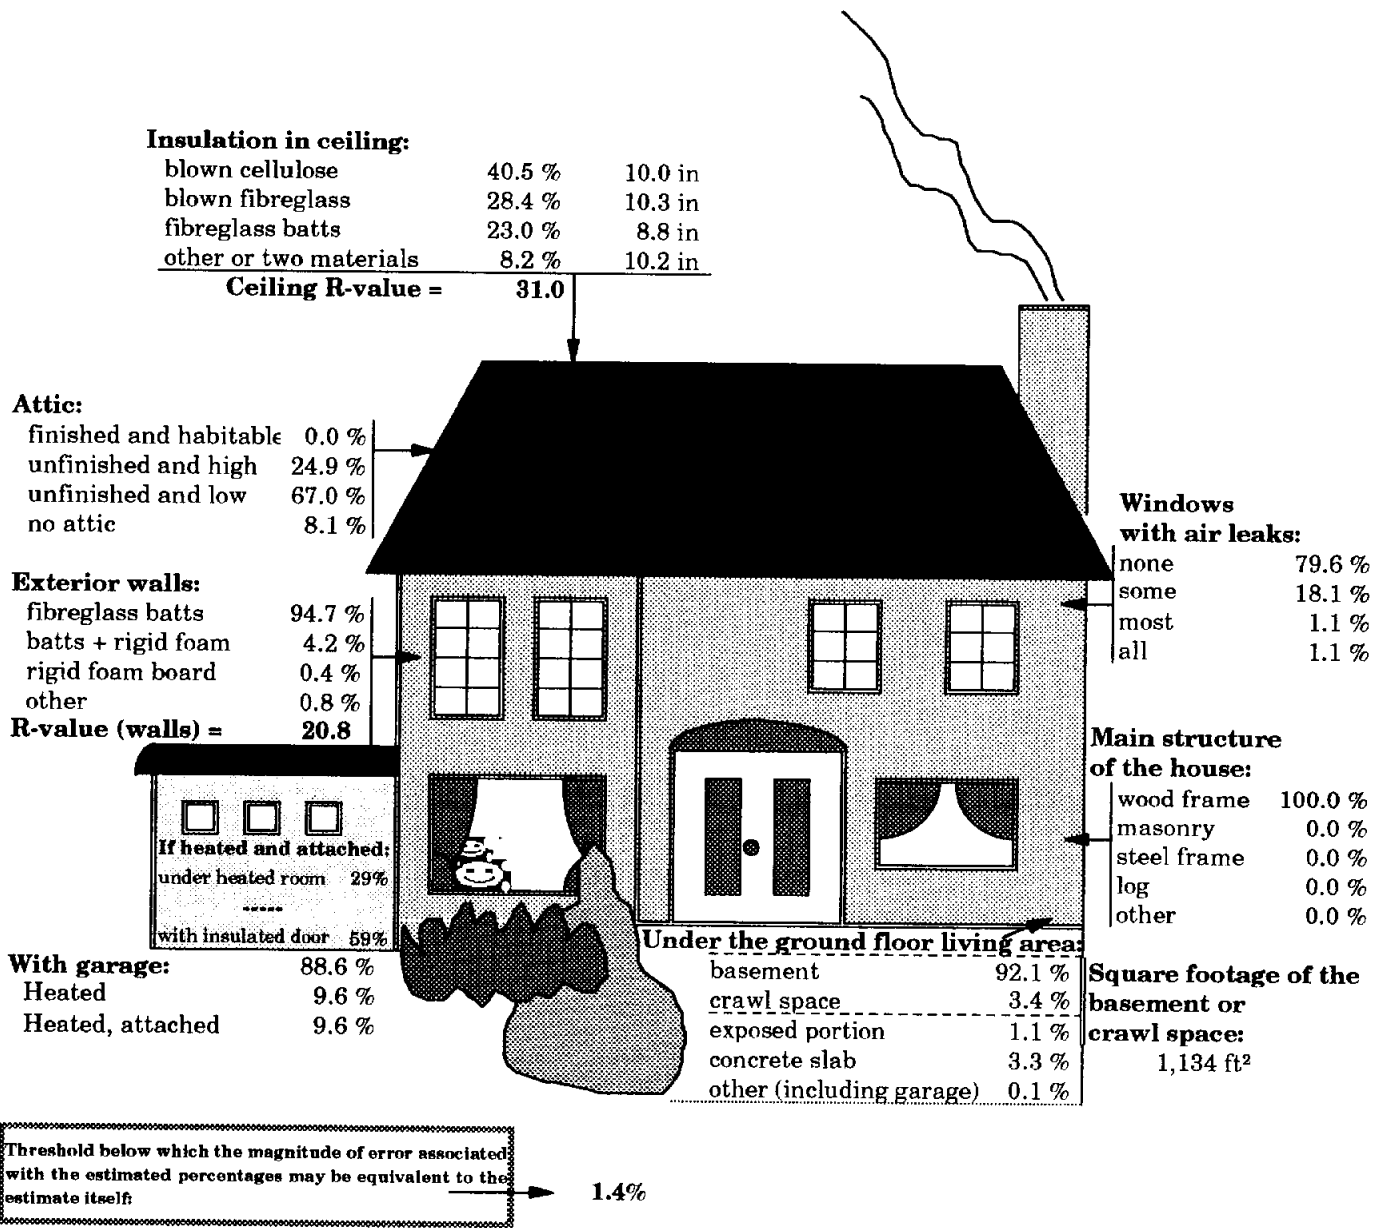 Insulation in ceiling:
blown cellulose 40.5 % 10.0 in
blown fibreglass 28.4 % 10.3 in
fibreglass batts 23.0 % 8.8 in
other or two materials 8.2 % 10.2 in
Ceiling R-value = 31.0
Attic:
finished and habitable 0.0 %
unfinished and high 24.9 %
unfinished and low 67.0 %
no attic 8.1 %
Windows
with air leaks:
none 79.6 %
some 18.1 %
most 1.1 %
all 1.1 %
Exterior walls:
fibreglass batts 94.7 %
batts + rigid foam 4.2 %
rigid foam board 0.4 %
other 0.8 %
R-value (walls) = 20.8
Main structure
of the house:
wood frame 100.0 %
masonry 0.0 %
steel frame 0.0 %
log 0.0 %
other 0.0 %
If heated and attached:
under heated room 29%
-----
with insulated door 59%
With garage: 88.6 %
Heated 9.6 %
Heated, attached 9.6 %
Under the ground floor living area:
basement 92.1 %
crawl space 3.4 %
exposed portion 1.1 %
concrete slab 3.3 %
other (including garage) 0.1 %
Square footage of the
basement or
crawl space:
1,134 ft²
Threshold below which the magnitude of error associated
with the estimated percentages may be equivalent to the
estimate itself:
1.4%